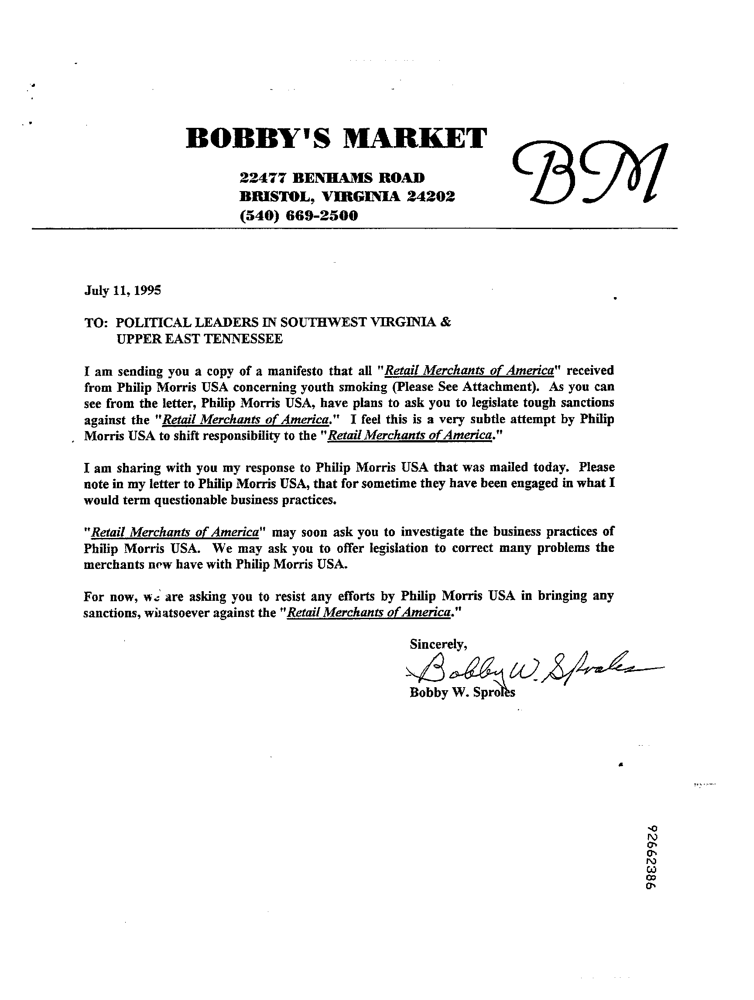 BOBBY'S MARKET
BM
22477 BENHAMS ROAD
BRISTOL, VIRGINIA 24202
(540) 669-2500
July 11, 1995
TO: POLITICAL LEADERS IN SOUTHWEST VIRGINIA &
UPPER EAST TENNESSEE
I am sending you a copy of a manifesto that all "Retail Merchants of America" received
from Philip Morris USA concerning youth smoking (Please See Attachment). As you can
see from the letter, Philip Morris USA, have plans to ask you to legislate tough sanctions
against the "Retail Merchants of America." I feel this is a very subtle attempt by Philip
Morris USA to shift responsibility to the "Retail Merchants of America."
I am sharing with you my response to Philip Morris USA that was mailed today. Please
note in my letter to Philip Morris USA, that for sometime they have been engaged in what I
would term questionable business practices.
"Retail Merchants of America" may soon ask you to investigate the business practices of
Philip Morris USA. We may ask you to offer legislation to correct many problems the
merchants now have with Philip Morris USA.
For now, we are asking you to resist any efforts by Philip Morris USA in bringing any
sanctions, whatsoever against the "Retail Merchants of America."
Sincerely,
Bobby W. Sproles
Bobby W. Sproles
92662386